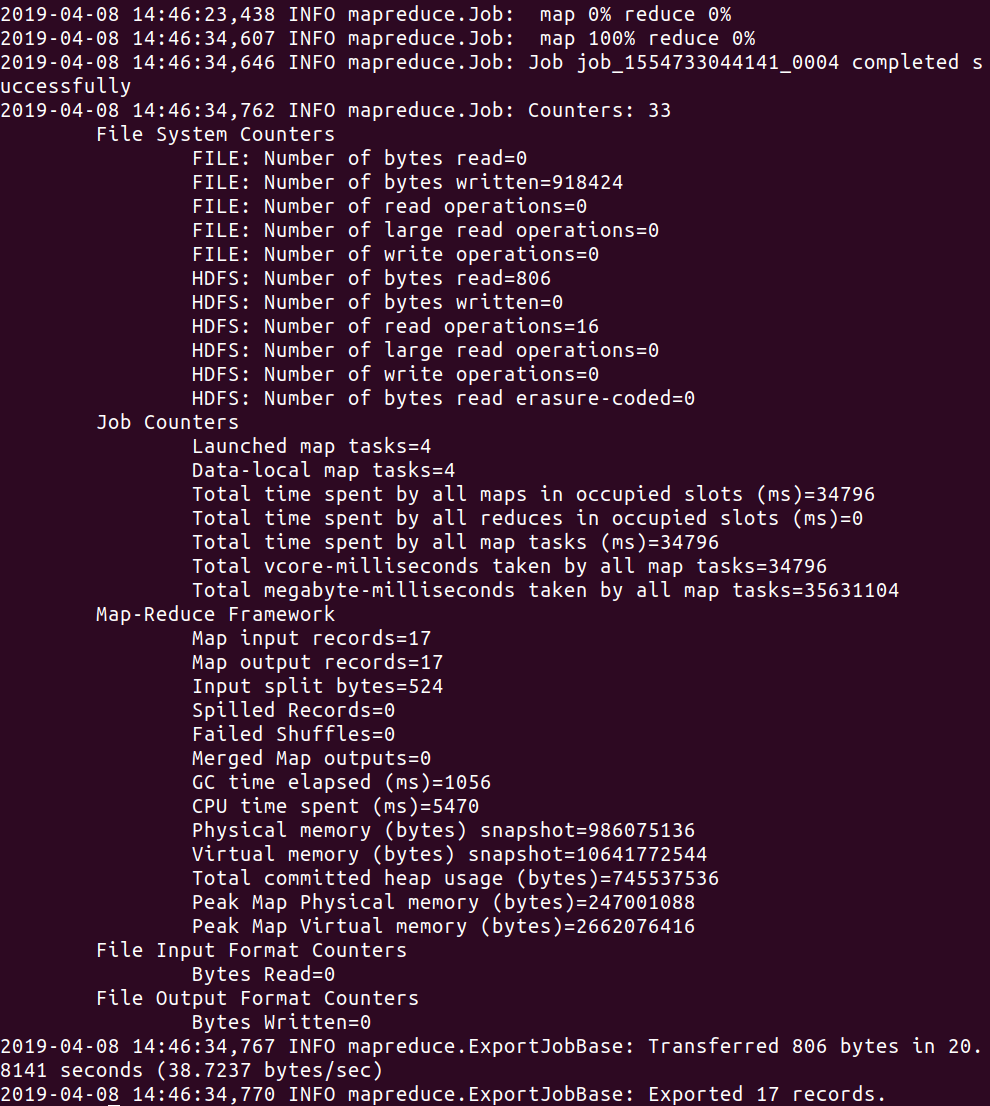 2019-04-08 14:46:23,438 INFO mapreduce.Job:  map 0% reduce 0%
2019-04-08 14:46:34,607 INFO mapreduce.Job:  map 100% reduce 0%
2019-04-08 14:46:34,646 INFO mapreduce.Job: Job job_1554733044141_0004 completed s
uccessfully
2019-04-08 14:46:34,762 INFO mapreduce.Job: Counters: 33
File System Counters
FILE: Number of bytes read=0
FILE: Number of bytes written=918424
FILE: Number of read operations=0
FILE: Number of large read operations=0
FILE: Number of write operations=0
HDFS: Number of bytes read=806
HDFS: Number of bytes written=0
HDFS: Number of read operations=16
HDFS: Number of large read operations=0
HDFS: Number of write operations=0
HDFS: Number of bytes read erasure-coded=0
Job Counters
Launched map tasks=4
Data-local map tasks=4
Total time spent by all maps in occupied slots (ms)=34796
Total time spent by all reduces in occupied slots (ms)=0
Total time spent by all map tasks (ms)=34796
Total vcore-milliseconds taken by all map tasks=34796
Total megabyte-milliseconds taken by all map tasks=35631104
Map-Reduce Framework
Map input records=17
Map output records=17
Input split bytes=524
Spilled Records=0
Failed Shuffles=0
Merged Map outputs=0
GC time elapsed (ms)=1056
CPU time spent (ms)=5470
Physical memory (bytes) snapshot=986075136
Virtual memory (bytes) snapshot=10641772544
Total committed heap usage (bytes)=745537536
Peak Map Physical memory (bytes)=247001088
Peak Map Virtual memory (bytes)=2662076416
File Input Format Counters
Bytes Read=0
File Output Format Counters
Bytes Written=0
2019-04-08 14:46:34,767 INFO mapreduce.ExportJobBase: Transferred 806 bytes in 20.
8141 seconds (38.7237 bytes/sec)
2019-04-08 14:46:34,770 INFO mapreduce.ExportJobBase: Exported 17 records.